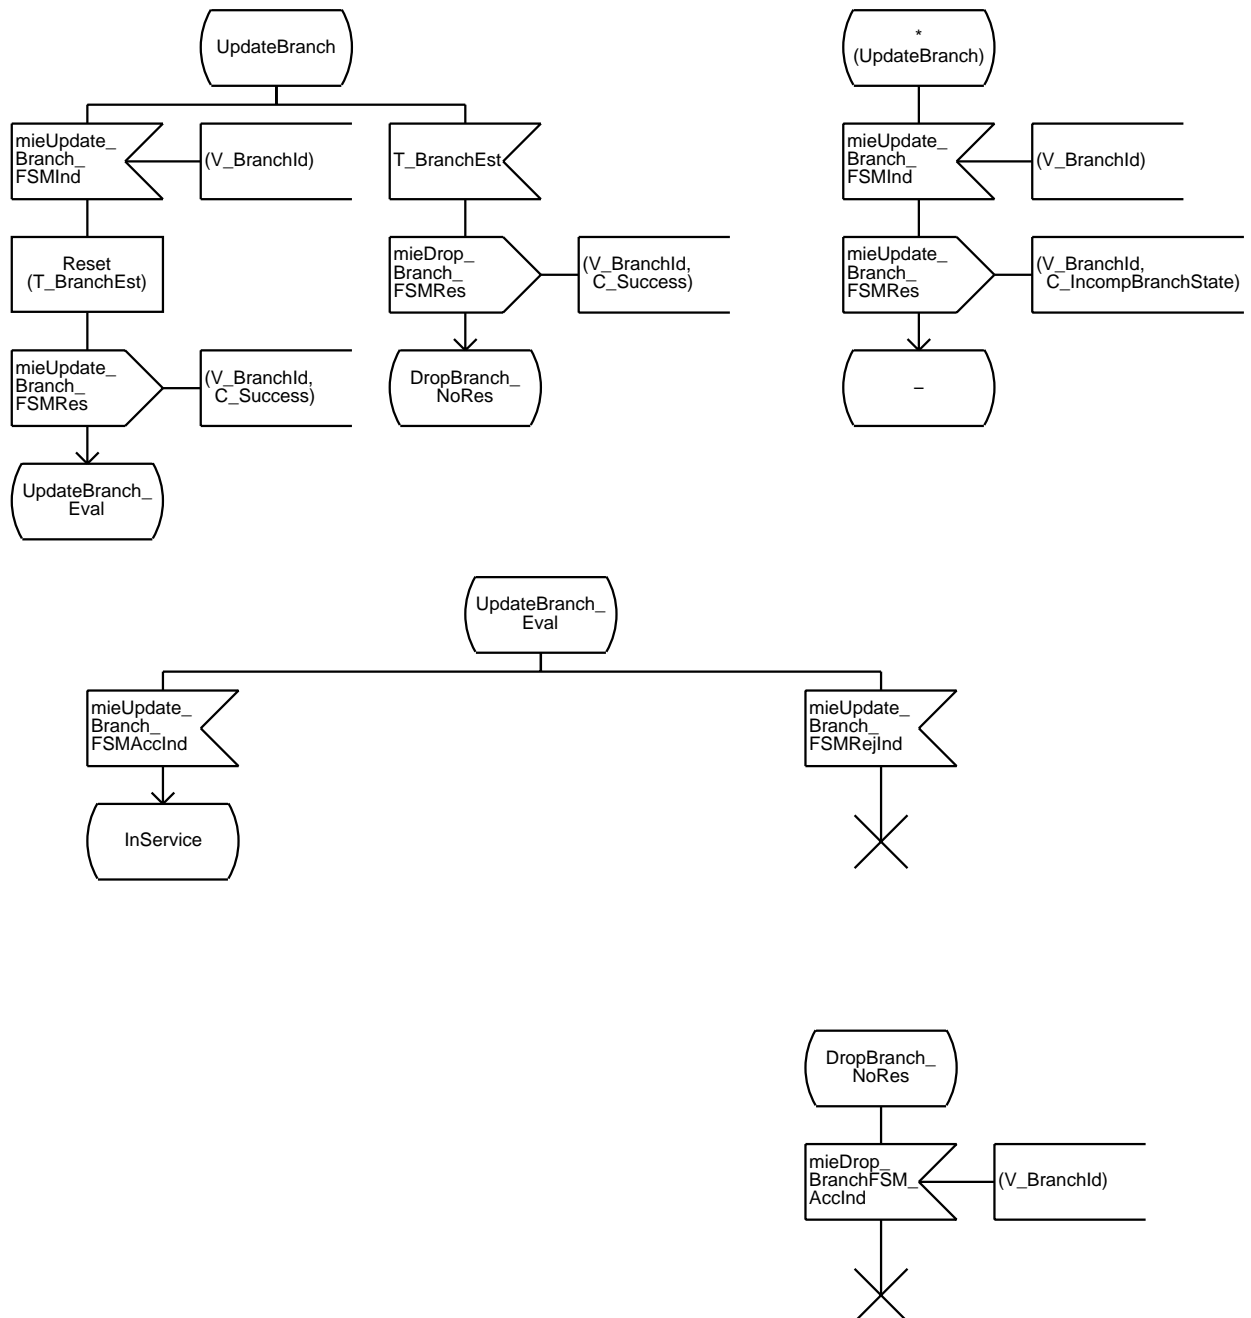 UpdateBranch
*
(UpdateBranch)
mieUpdate_
Branch_
FSMInd
(V_BranchId)
T_BranchEst
mieUpdate_
Branch_
FSMInd
(V_BranchId)
Reset
(T_BranchEst)
mieDrop_
Branch_
FSMRes
(V_BranchId,
C_Success)
mieUpdate_
Branch_
FSMRes
(V_BranchId,
C_IncompBranchState)
mieUpdate_
Branch_
FSMRes
(V_BranchId,
C_Success)
DropBranch_
NoRes
–
UpdateBranch_
Eval
UpdateBranch_
Eval
mieUpdate_
Branch_
FSMAccInd
mieUpdate_
Branch_
FSMRejInd
InService
DropBranch_
NoRes
mieDrop_
BranchFSM_
AccInd
(V_BranchId)